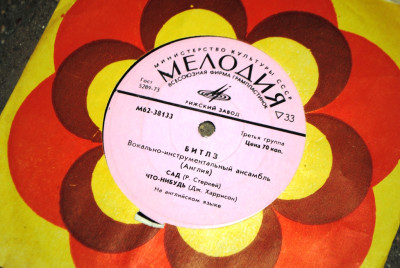 МИНИСТЕРСТВО КУЛЬТУРЫ СССР
МЕЛОДИЯ
ВСЕСОЮЗНАЯ ФИРМА ГРАМПЛАСТИНОК
РИЖСКИЙ ЗАВОД
Гост
5289-73
▽33
М62-38133
Третья группа
Цена 70 коп.
БИТЛЗ
Вокально-инструментальный ансамбль
(Англия)
САД (Р. Старкей)
ЧТО-НИБУДЬ (Дж. Харрисон)
На английском языке